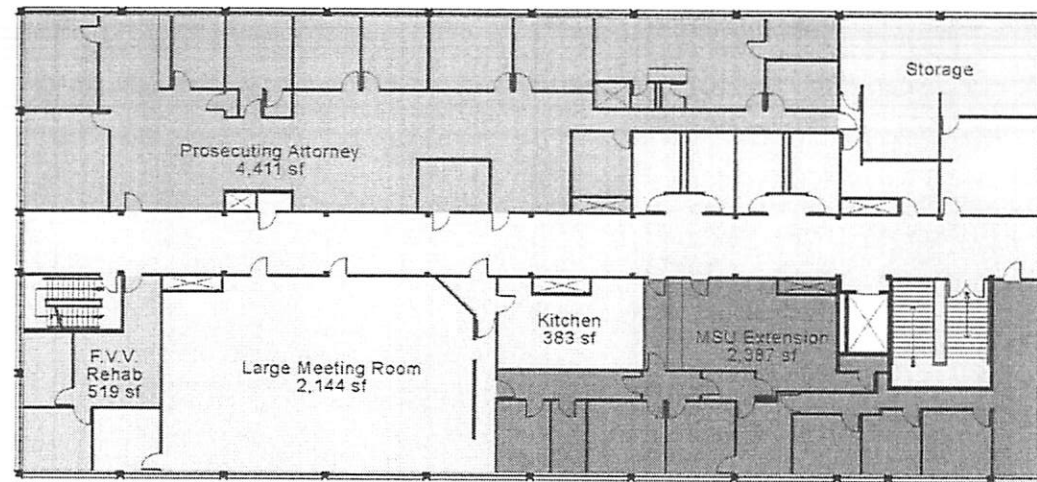 Storage
Prosecuting Attorney
4,411 sf
Kitchen
383 sf
MSU Extension
2,387 sf
F.V.V.
Rehab
519 sf
Large Meeting Room
2,144 sf